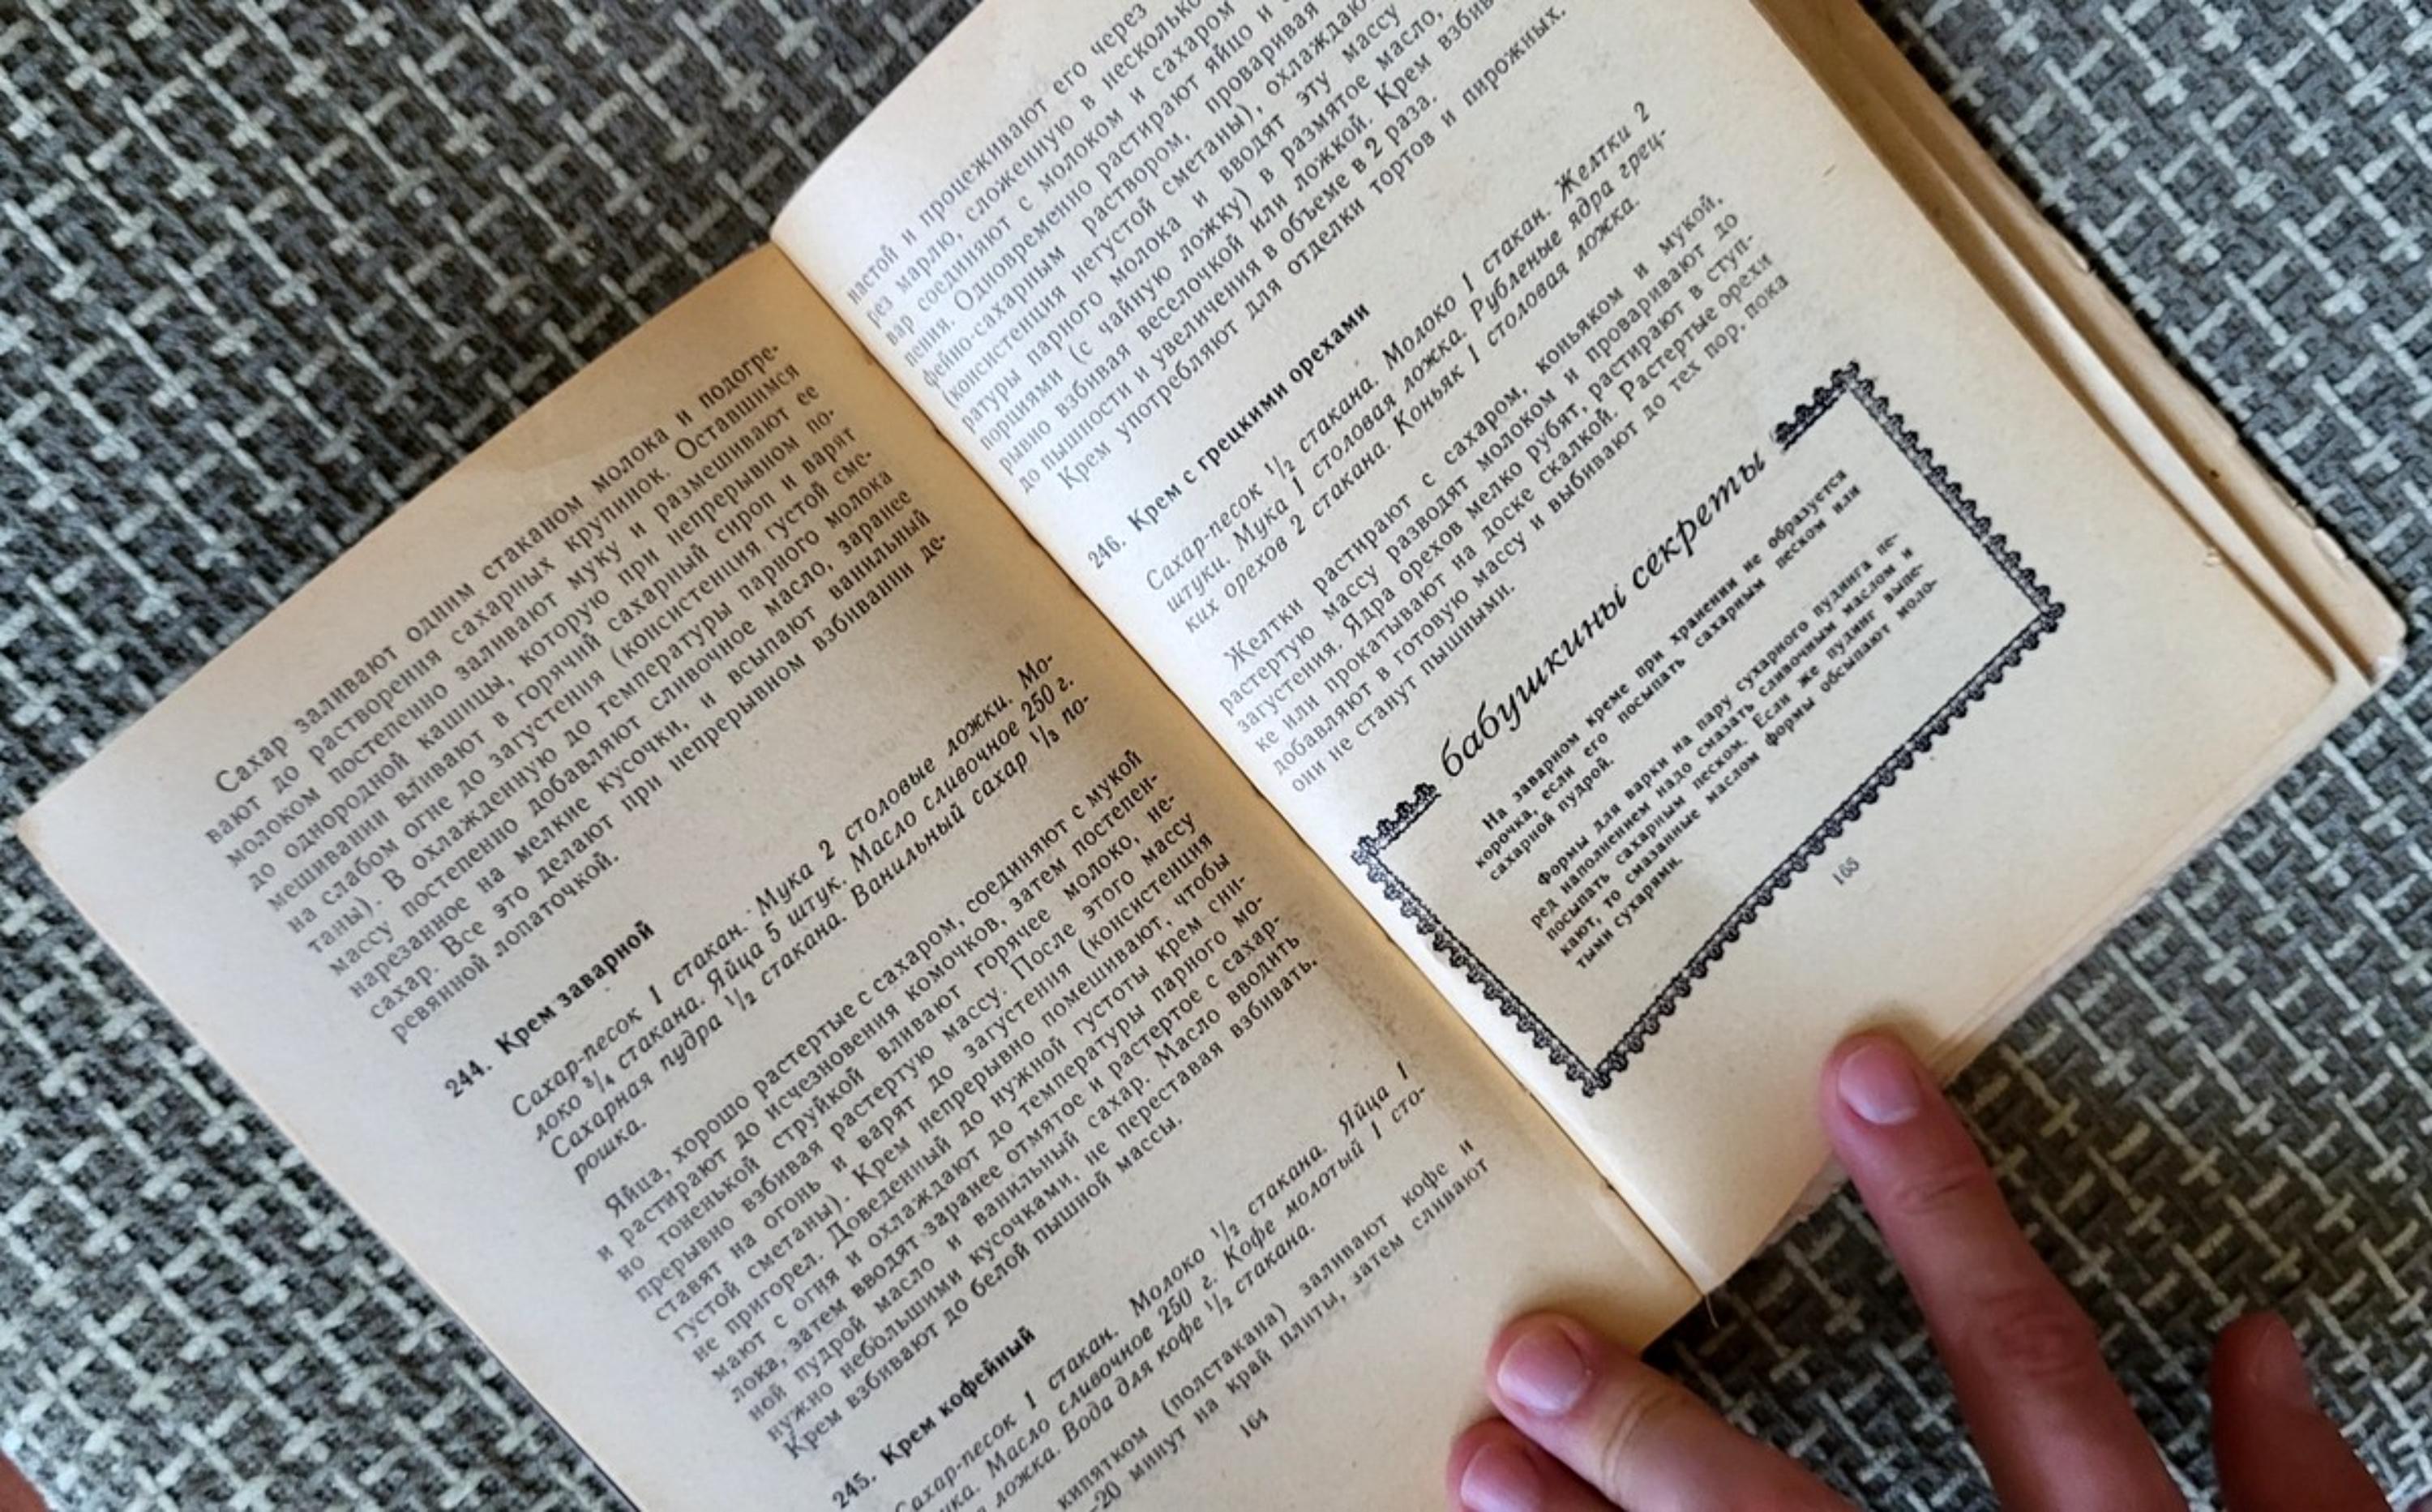 Сахар заливают одним стаканом молока и подогре-
вают до растворения сахарных крупинок. Оставшимся
молоком постепенно заливают муку и размешивают ее
до однородной кашицы, которую при непрерывном по-
мешивании вливают в горячий сахарный сироп и варят
на слабом огне до загустения (консистенция густой сме-
таны). В охлажденную до температуры парного молока
массу постепенно добавляют сливочное масло, заранее
нарезанное на мелкие кусочки, и всыпают ванильный
сахар. Все это делают при непрерывном взбивании де-
ревянной лопаточкой.
244. Крем заварной
Сахар-песок 1 стакан. Мука 2 столовые ложки. Мо-
локо 3/4 стакана. Яйца 5 штук. Масло сливочное 250 г.
Сахарная пудра 1/2 стакана. Ванильный сахар 1/3 по-
рошка.
Яйца, хорошо растертые с сахаром, соединяют с мукой
и растирают до исчезновения комочков, затем постепен-
но тоненькой струйкой вливают горячее молоко, не-
прерывно взбивая растертую массу. После этого массу
ставят на огонь и варят до загустения (консистенция
густой сметаны). Крем непрерывно помешивают, чтобы
не пригорел. Доведенный до нужной густоты крем сни-
мают с огня и охлаждают до температуры парного мо-
лока, затем вводят заранее отмятое и растертое с сахар-
ной пудрой масло и ванильный сахар. Масло вводить
нужно небольшими кусочками, не переставая взбивать.
Крем взбивают до белой пышной массы.
245. Крем кофейный
Сахар-песок 1 стакан. Молоко 1/2 стакана. Яйца 1
Масло сливочное 250 г. Кофе молотый 1 сто-
ложка. Вода для кофе 1/2 стакана.
кипятком (полстакана) заливают кофе и
20 минут на край плиты, затем сливают
164
настой и процеживают его через
рез марлю, сложенную в несколько
вар соединяют с молоком и сахаром
пения. Одновременно растирают яйцо и
фейно-сахарным раствором, проваривая
(консистенция негустой сметаны), охлаждают
ратуры парного молока и вводят эту массу
порциями (с чайную ложку) в размятое масло,
рывно взбивая веселочкой или ложкой. Крем
до пышности и увеличения в объеме в 2 раза.
Крем употребляют для отделки тортов и пирожных.
246. Крем с грецкими орехами
Сахар-песок 1/2 стакана. Молоко 1 стакан. Желтки 2
штуки. Мука 1 столовая ложка. Рубленые ядра грец-
ких орехов 2 стакана. Коньяк 1 столовая ложка.
Желтки растирают с сахаром, коньяком и мукой,
растертую массу разводят молоком и проваривают до
загустения. Ядра орехов мелко рубят, растирают в ступ-
ке или прокатывают на доске скалкой. Растертые орехи
добавляют в готовую массу и выбивают до тех пор, пока
они не станут пышными.
бабушкины секреты
На заварном креме при хранении не образуется
корочка, если его посыпать сахарным песком или
сахарной пудрой.
Формы для варки на пару сухарного пудинга пе-
ред наполнением надо смазать сливочным маслом и
посыпать сахарным песком. Если же пудинг выпе-
кают, то смазанные маслом формы обсыпают моло-
тыми сухарями.
165